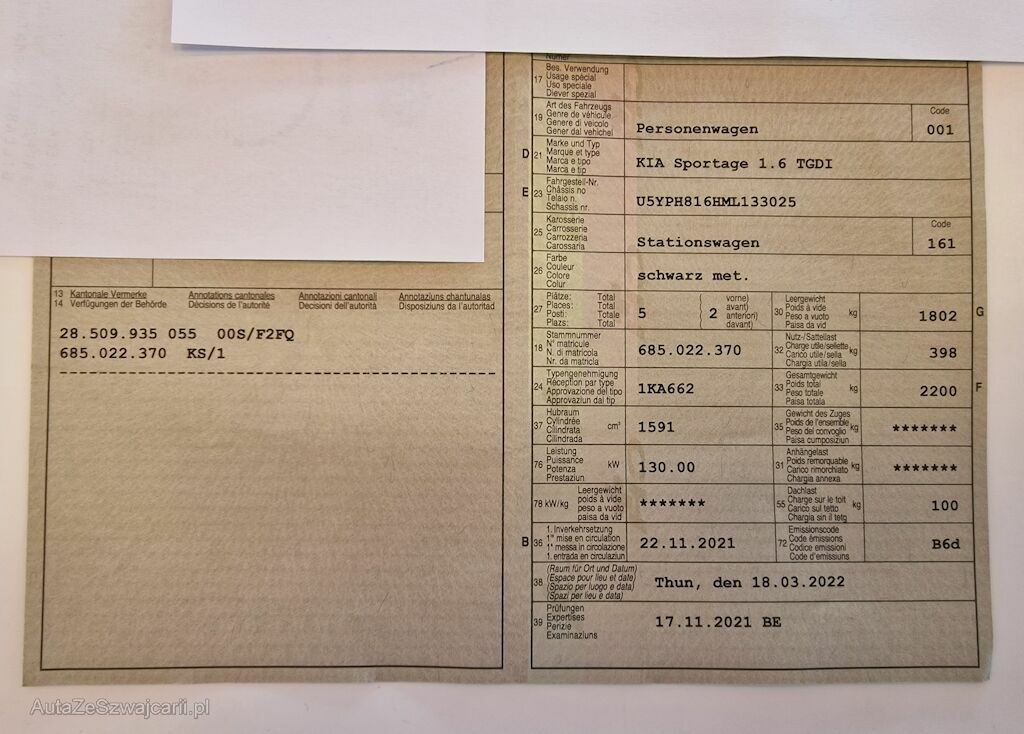 13 Kantonale Vermerke Annotations cantonales Annotazioni cantonali Annotaziuns chantunalas
14 Verfügungen der Behörde Décisions de l'autorité Decisioni dell'autorità Disposiziuns da l'autoritad
28.509.935 055 00S/F2FQ
685.022.370 KS/1
Numer
17 Bes. Verwendung
Usage spécial
Uso speciale
Diever spezial
19 Art des Fahrzeugs
Genre de véhicule
Genere di veicolo
Gener dal vehichel
Personenwagen
Code
001
D 21 Marke und Typ
Marque et type
Marca e tipo
Marca e tip
KIA Sportage 1.6 TGDI
E 23 Fahrgestell-Nr.
Châssis no
Telaio n.
Schassis nr.
U5YPH816HML133025
25 Karosserie
Carrosserie
Carrozzeria
Carossaria
Stationswagen
Code
161
26 Farbe
Couleur
Colore
Colur
schwarz met.
27 Plätze: Total
Places: Total
Posti: Totale
Plazs: Total
5
2
vorne)
avant)
anteriori)
davant)
30 Leergewicht
Poids à vide
Peso a vuoto
Paisa da vid
kg
1802 G
18 Stammnummer
N° matricule
N. di matricola
Nr. da matricla
685.022.370
32 Nutz-/Sattellast
Charge utile/sellette
Carico utile/sella
Chargia utila/sella
kg
398
24 Typengenehmigung
Réception par type
Approvazione del tipo
Approvaziun dal tip
1KA662
33 Gesamtgewicht
Poids total
Peso totale
Paisa totala
kg
2200 F
37 Hubraum
Cylindrée
Cilindrata
Cilindrada
cm³
1591
35 Gewicht des Zuges
Poids de l'ensemble
Peso del convoglio
Paisa cumposiziun
kg
*******
76 Leistung
Puissance
Potenza
Prestaziun
kW
130.00
31 Anhängelast
Poids remorquable
Carico rimorchiato
Chargia annexa
kg
*******
78 kW/kg Leergewicht
poids à vide
peso a vuoto
paisa da vid
*******
55 Dachlast
Charge sur le toit
Carico sul tetto
Chargia sin il tetg
kg
100
B 36 1. Inverkehrsetzung
1re mise en circulation
1a messa in circolazione
1. entrada en circulaziun
22.11.2021
72 Emissionscode
Code émissions
Codice emissioni
Code d'emissiuns
B6d
38 (Raum für Ort und Datum)
(Espace pour lieu et date)
(Spazio per luogo e data)
(Spazi per lieu e data)
Thun, den 18.03.2022
39 Prüfungen
Expertises
Perizie
Examinaziuns
17.11.2021 BE
AutaZeSzwajcarii.pl